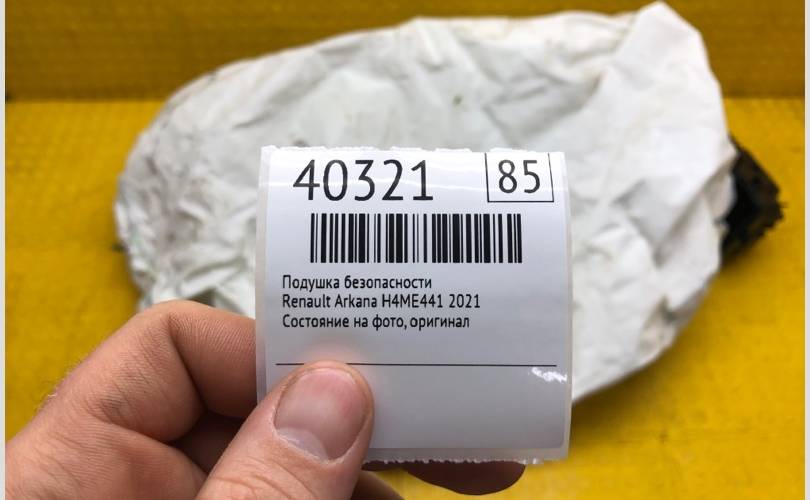 40321 85
Подушка безопасности
Renault Arkana H4ME441 2021
Состояние на фото, оригинал